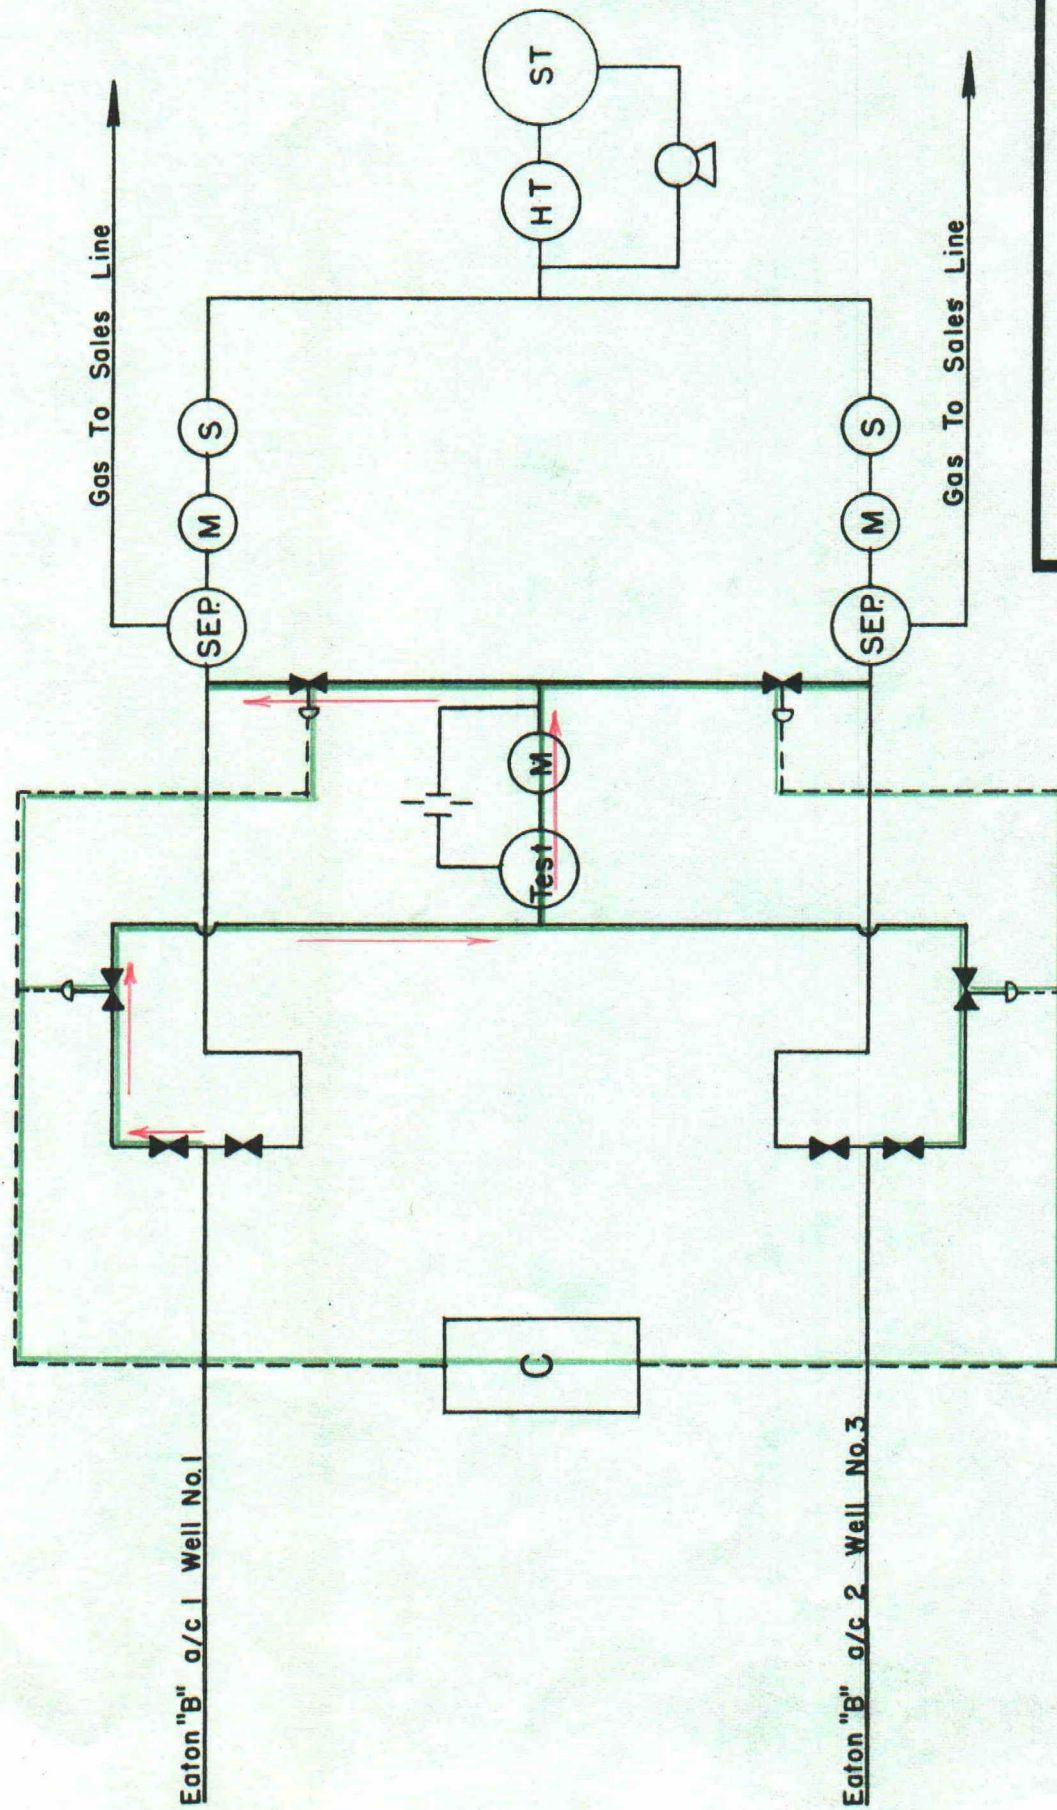 Gas To Sales Line
Eaton "B" a/c 1 Well No.1
SEP.
M
S
C
Test
M
HT
ST
Eaton "B" a/c 2 Well No.3
SEP.
M
S
Gas To Sales Line